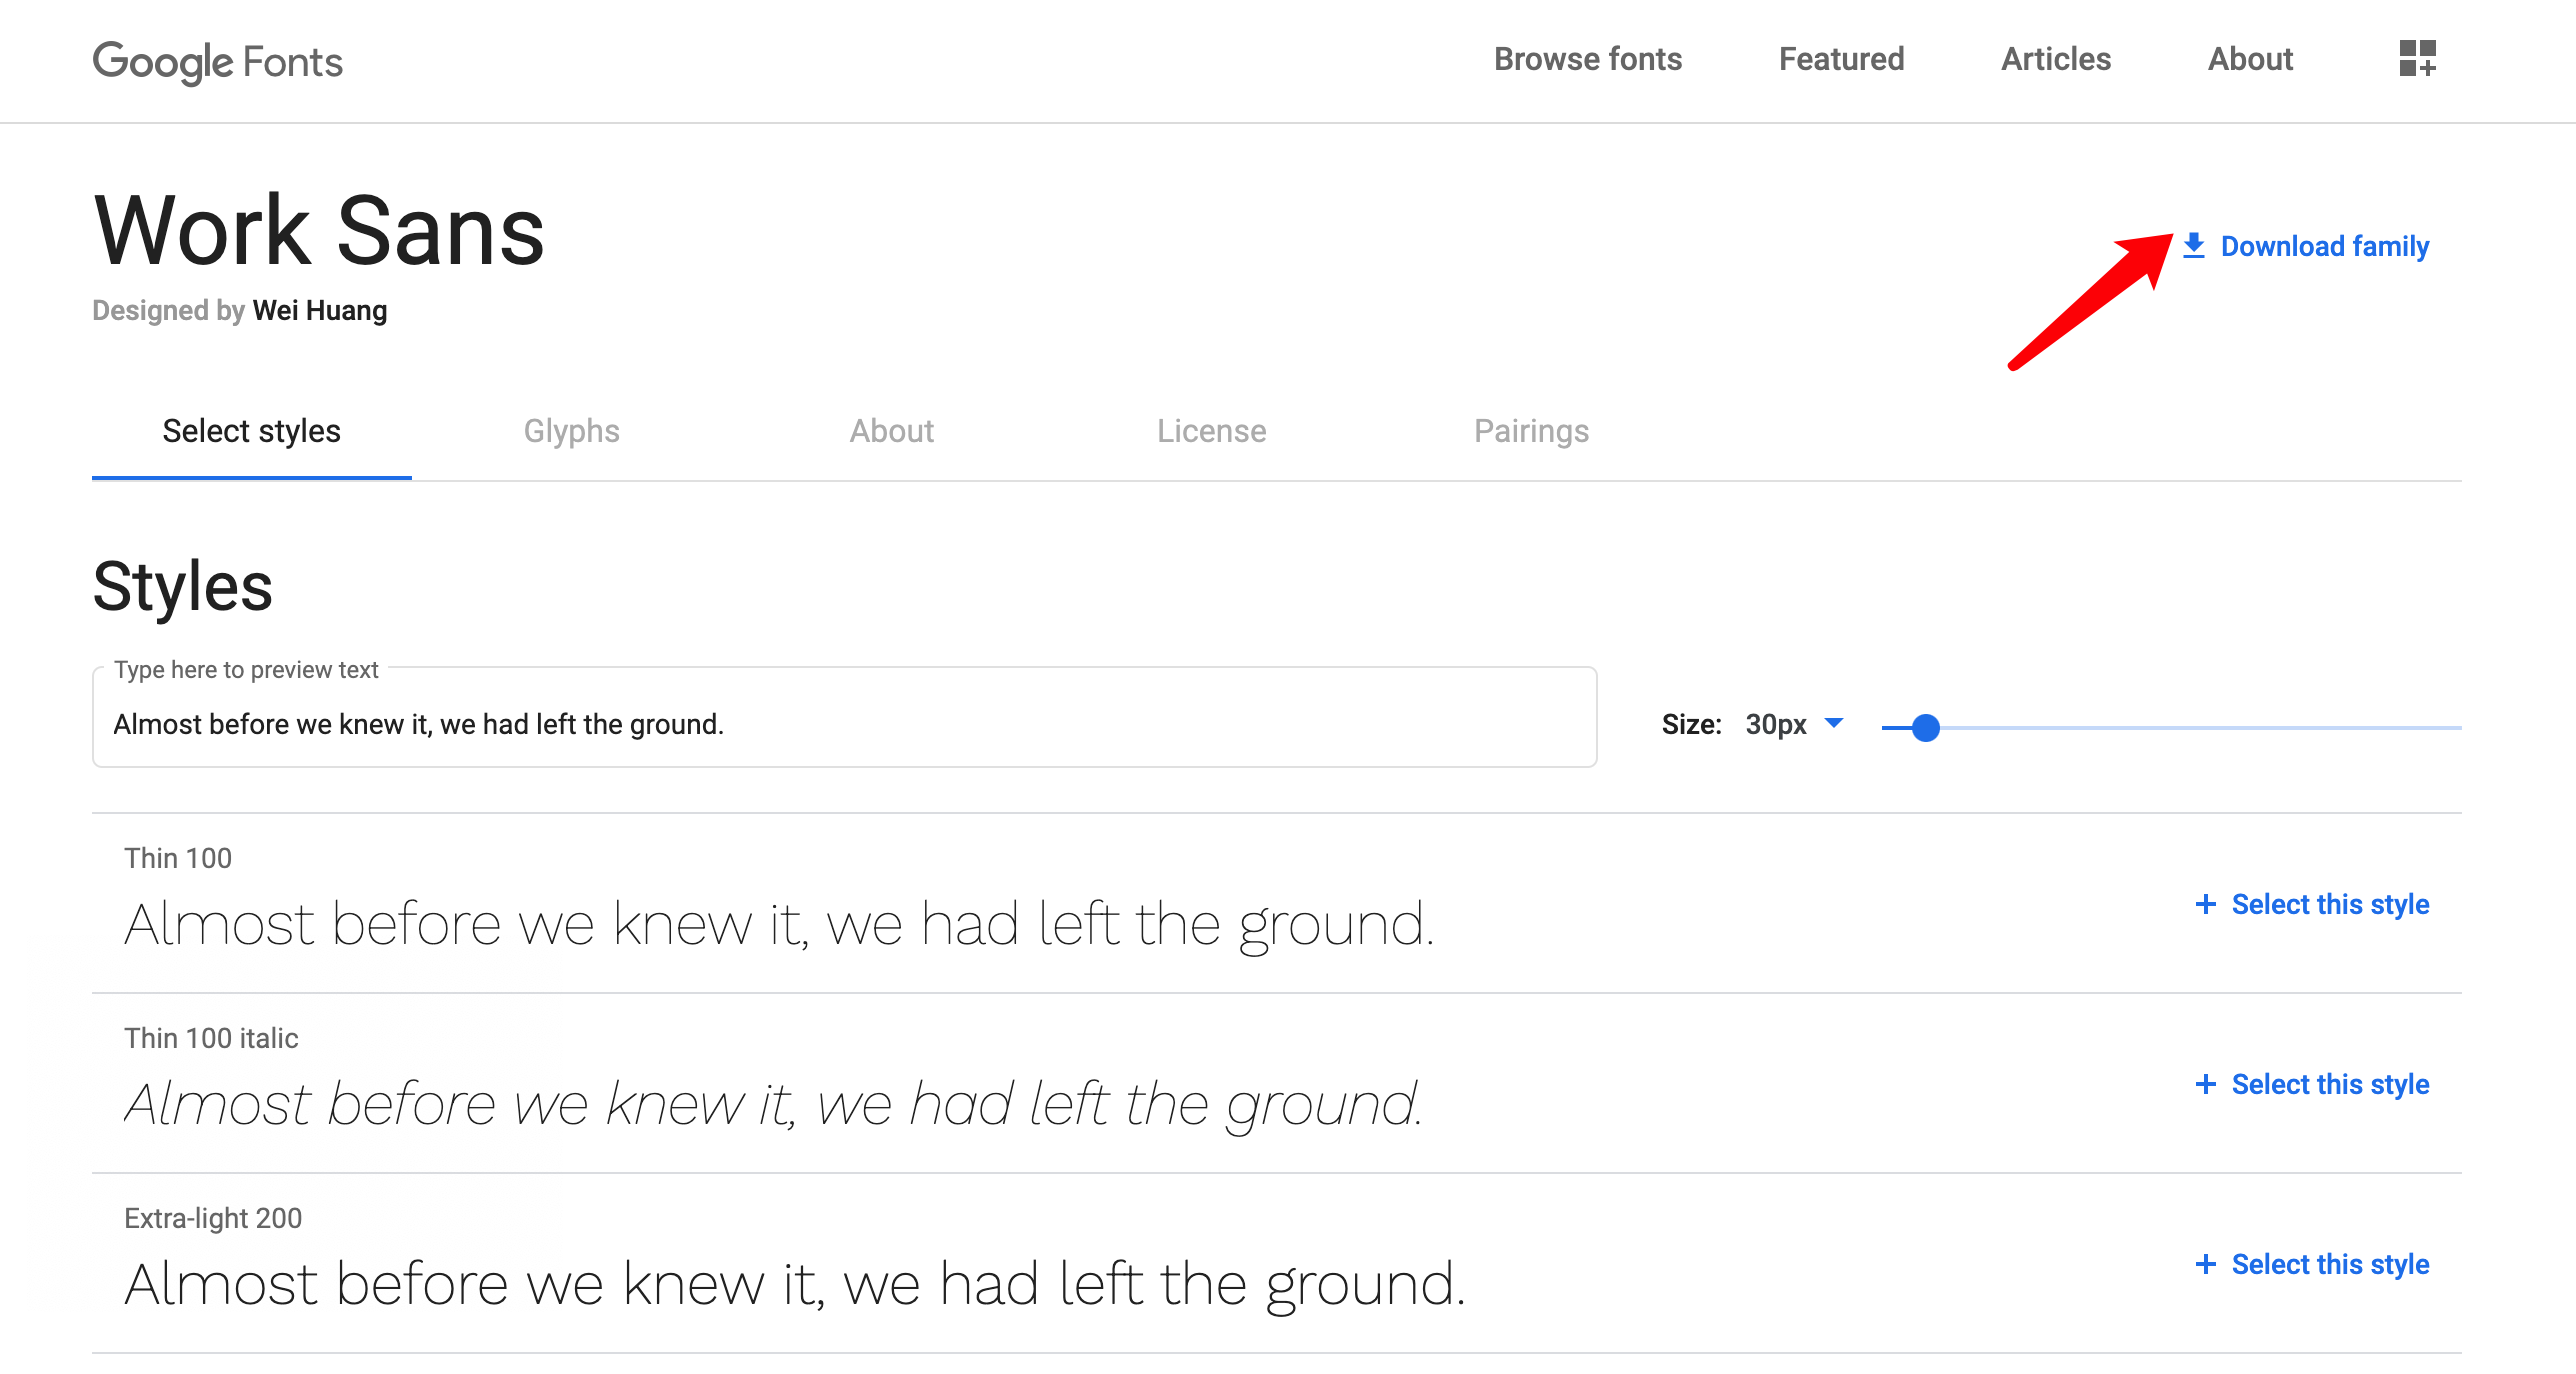 Google Fonts
Browse fonts
Featured
Articles
About
Work Sans
Download family
Designed by Wei Huang
Select styles
Glyphs
About
License
Pairings
Styles
Type here to preview text
Almost before we knew it, we had left the ground.
Size: 30px
Thin 100
Almost before we knew it, we had left the ground.
+ Select this style
Thin 100 italic
Almost before we knew it, we had left the ground.
+ Select this style
Extra-light 200
Almost before we knew it, we had left the ground.
+ Select this style